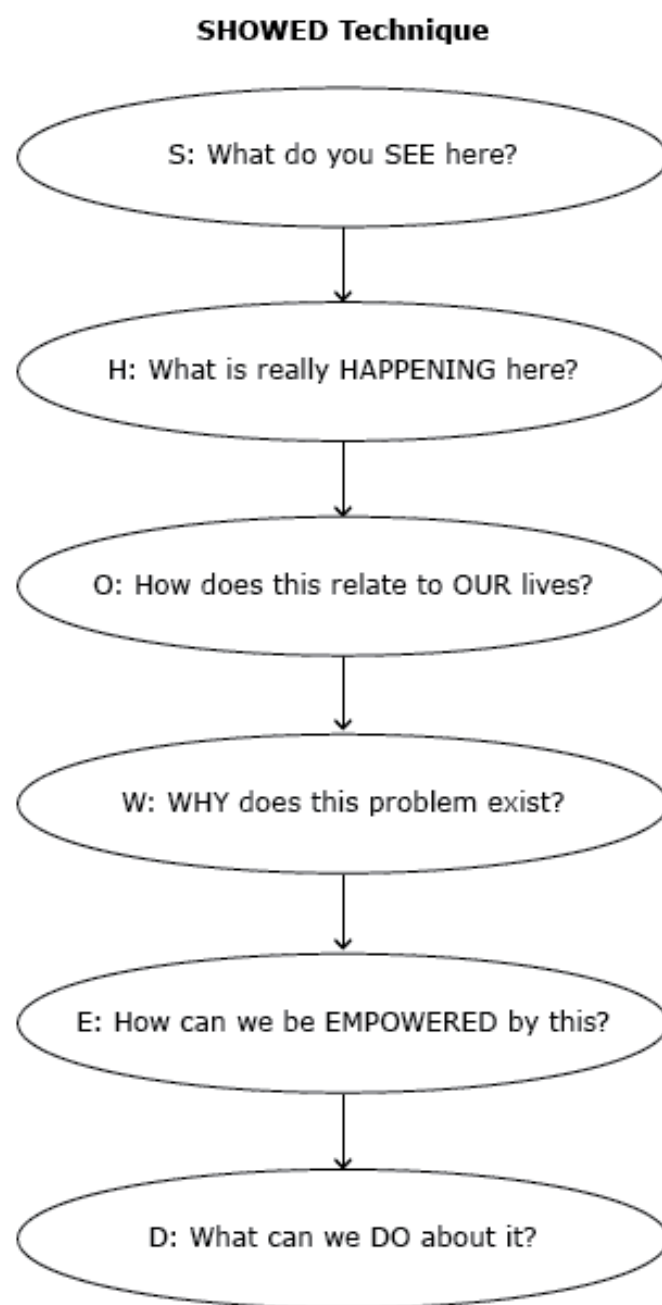 SHOWED Technique
S: What do you SEE here?
H: What is really HAPPENING here?
O: How does this relate to OUR lives?
W: WHY does this problem exist?
E: How can we be EMPOWERED by this?
D: What can we DO about it?